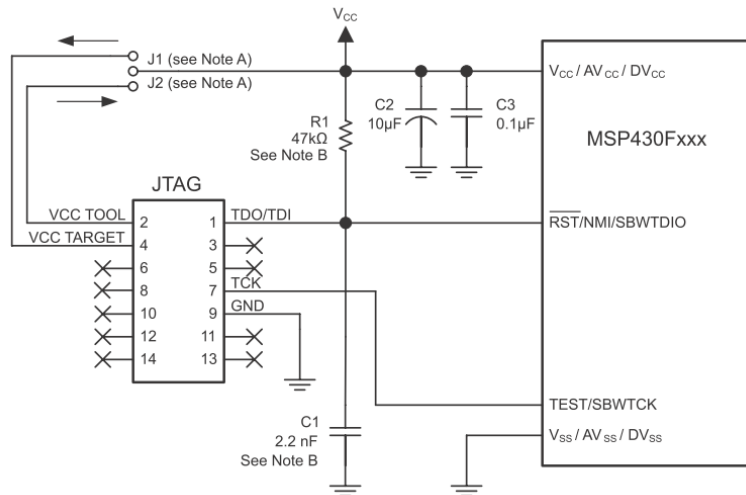 VCC
J1 (see Note A)
J2 (see Note A)
VCC / AVCC / DVCC
R1
47kΩ
See Note B
C2
10μF
C3
0.1μF
MSP430Fxxx
JTAG
VCC TOOL
2
1
TDO/TDI
RST/NMI/SBWTDIO
VCC TARGET
4
3
6
5
8
7
TCK
10
9
GND
12
11
14
13
TEST/SBWTCK
C1
2.2 nF
See Note B
VSS / AVSS / DVSS